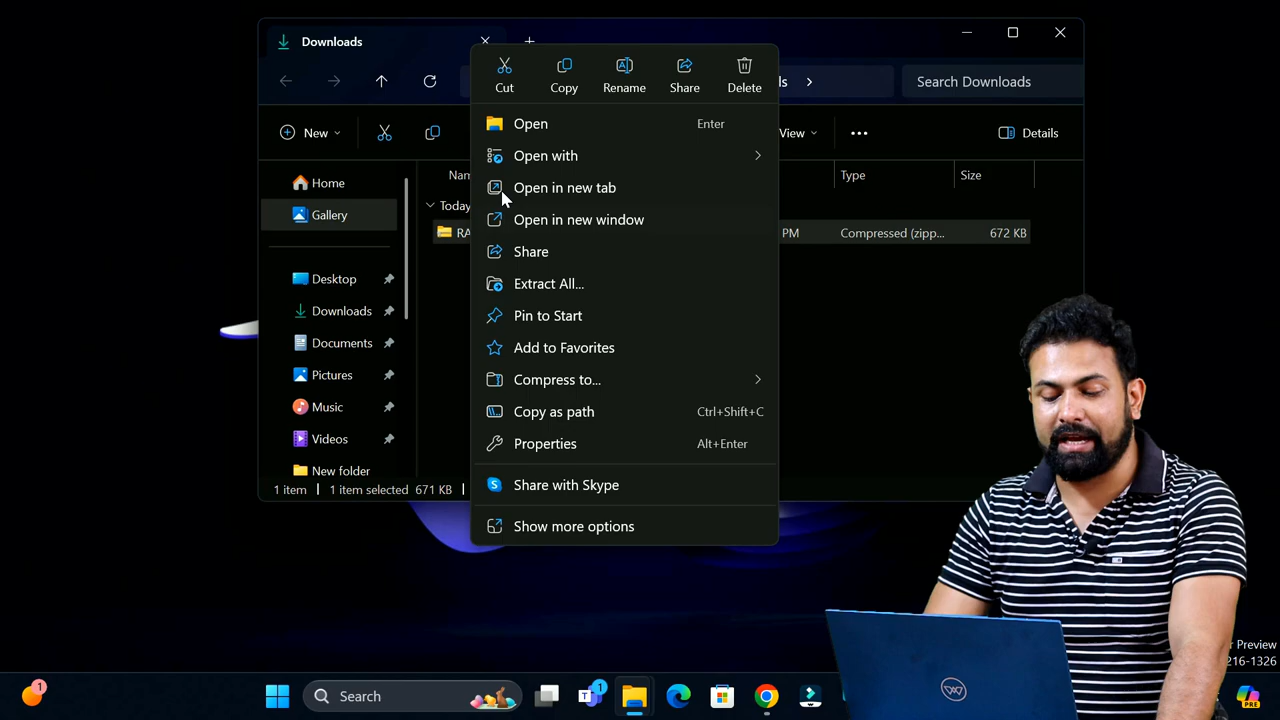 Downloads
ls
Search Downloads
Cut
Copy
Rename
Share
Delete
New
View
Details
Open
Enter
Open with
Open in new tab
Open in new window
Share
Extract All...
Pin to Start
Add to Favorites
Compress to...
Copy as path
Ctrl+Shift+C
Properties
Alt+Enter
Share with Skype
Show more options
Home
Gallery
Desktop
Downloads
Documents
Pictures
Music
Videos
New folder
Nam
Type
Size
Today
RA
PM
Compressed (zipp...
672 KB
1 item
1 item selected
671 KB
r Preview
216-1326
1
Search
T
1
S
PRE